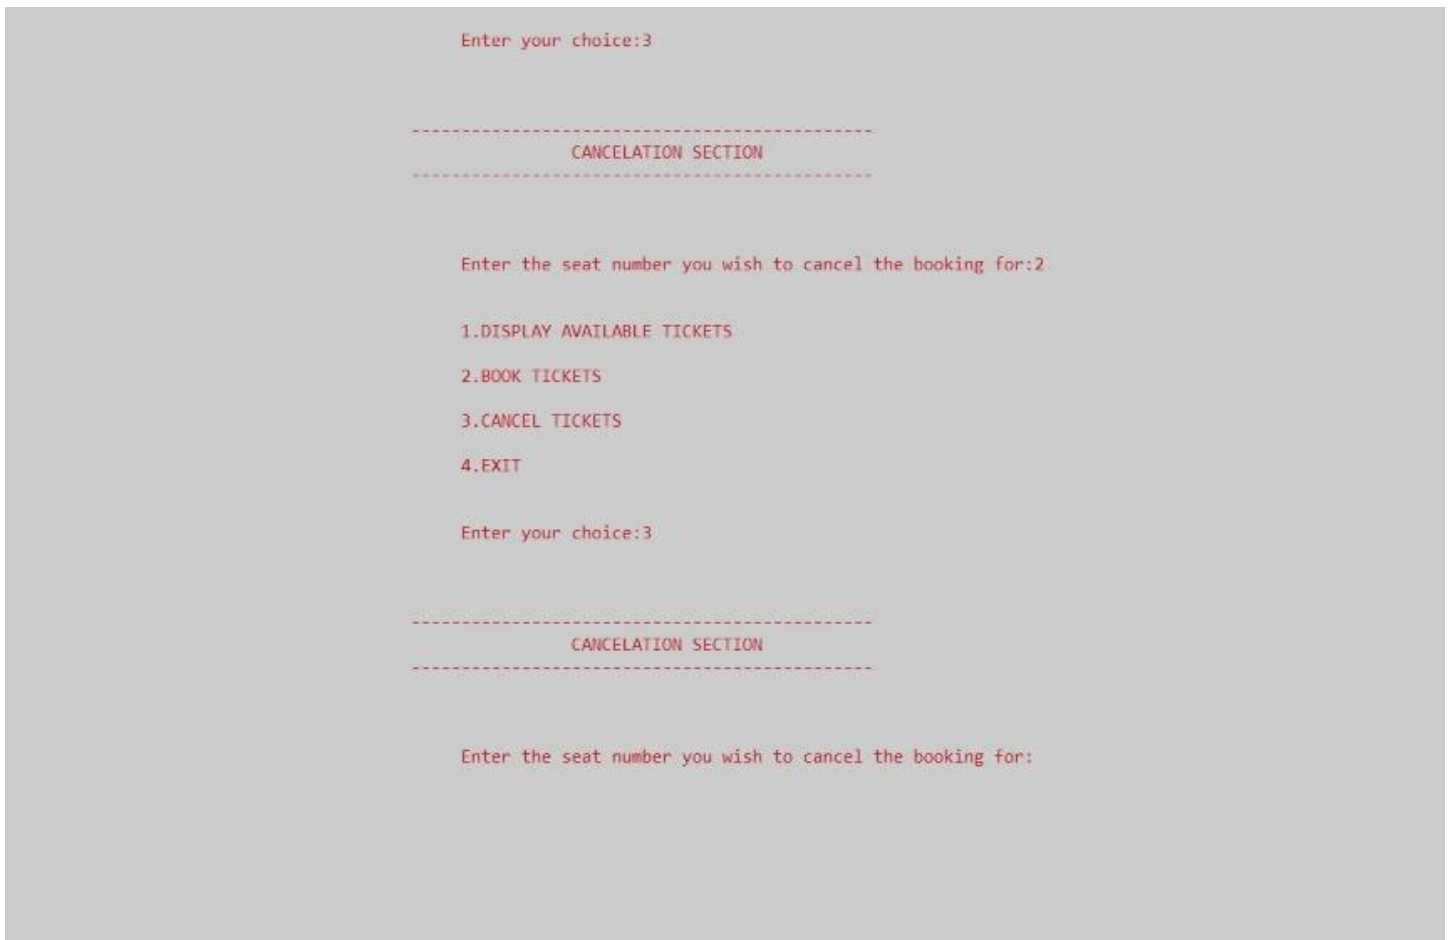 Enter your choice:3
----------------------------------------------
CANCELATION SECTION
----------------------------------------------
Enter the seat number you wish to cancel the booking for:2
1.DISPLAY AVAILABLE TICKETS
2.BOOK TICKETS
3.CANCEL TICKETS
4.EXIT
Enter your choice:3
----------------------------------------------
CANCELATION SECTION
----------------------------------------------
Enter the seat number you wish to cancel the booking for: